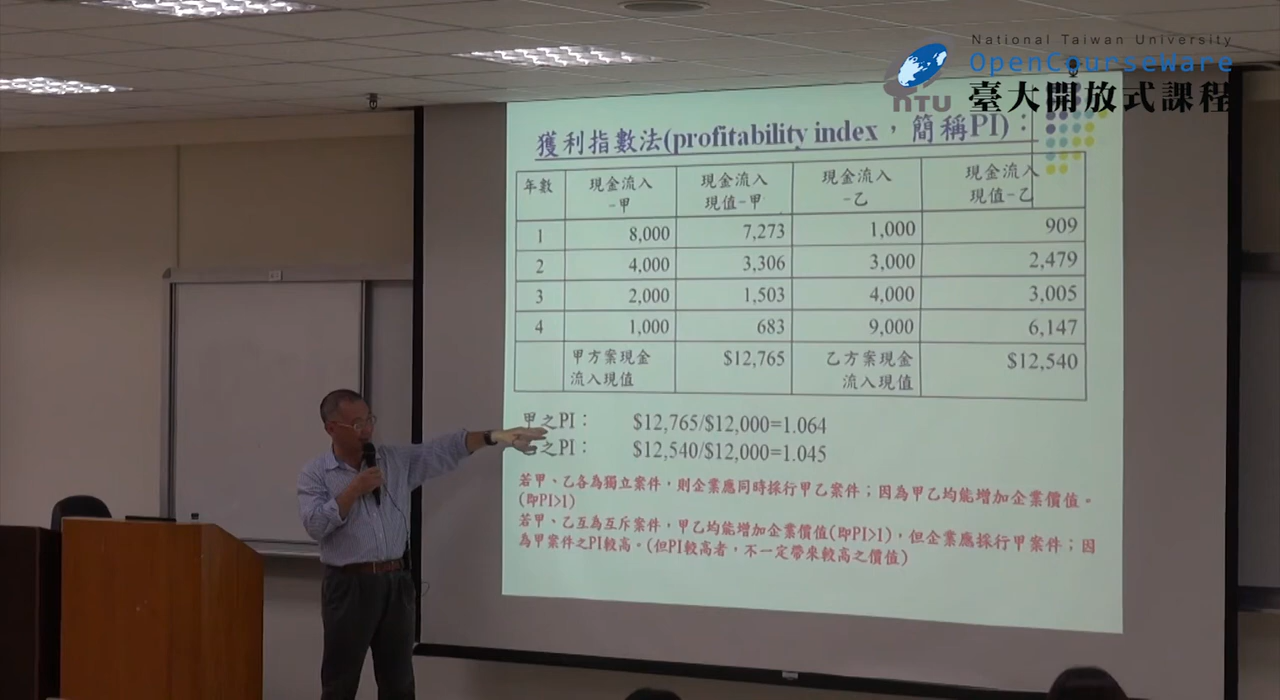 National Taiwan University
OpenCourseWare
NTU 臺大開放式課程
獲利指數法(profitability index，簡稱PI)：
年數 現金流入-甲 現金流入現值-甲 現金流入-乙 現金流入現值-乙
1 8,000 7,273 1,000 909
2 4,000 3,306 3,000 2,479
3 2,000 1,503 4,000 3,005
4 1,000 683 9,000 6,147
甲方案現金流入現值 $12,765 乙方案現金流入現值 $12,540
甲之PI： $12,765/$12,000=1.064
乙之PI： $12,540/$12,000=1.045
若甲、乙各為獨立案件，則企業應同時採行甲乙案件；因為甲乙均能增加企業價值。
(即PI>1)
若甲、乙互為互斥案件，甲乙均能增加企業價值(即PI>1)，但企業應採行甲案件；因
為甲案件之PI較高。(但PI較高者，不一定帶來較高之價值)